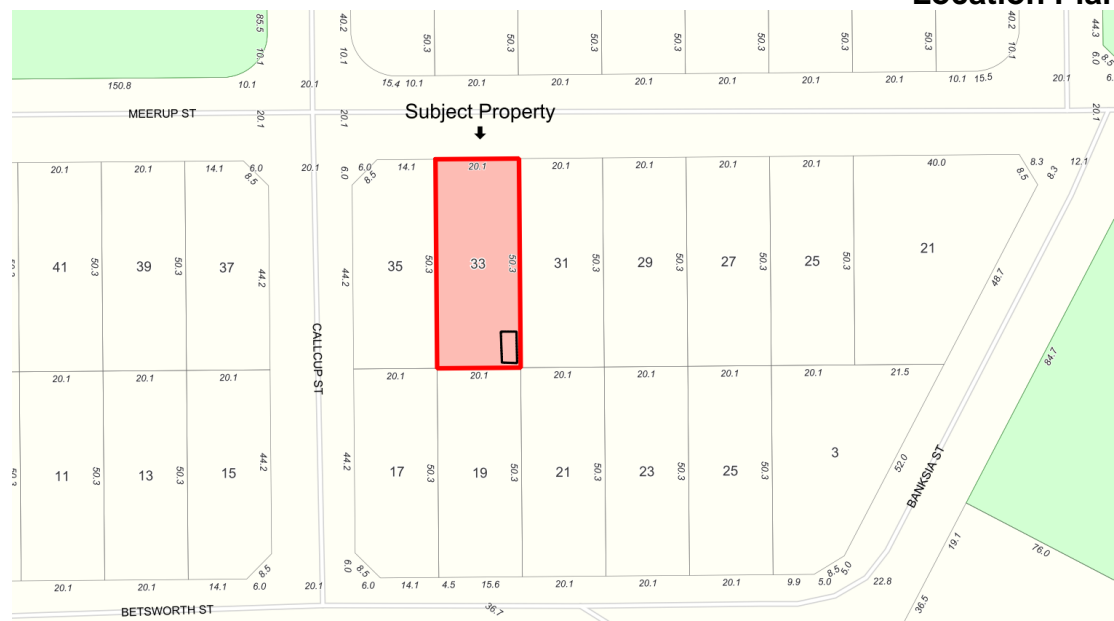 Location Plan
85.5 40.2 50.3 50.3 50.3 50.3 50.3 50.3 40.2 44.3
10.1 10.1 10.1 6.0 8.5
150.8 10.1 20.1 15.4 10.1 20.1 20.1 20.1 20.1 20.1 20.1 10.1 15.5 20.1
MEERUP ST 20.1 20.1 20.1
Subject Property
20.1 20.1 14.1 6.0 8.5 20.1 6.0 6.0 8.5 14.1 20.1 20.1 20.1 20.1 20.1 40.0 8.5 8.3 8.3 12.1
41 50.3 39 50.3 37 44.2 44.2 35 50.3 33 50.3 31 50.3 29 50.3 27 50.3 25 50.3 21 48.7
CALLCUP ST
84.7
20.1 20.1 20.1 20.1 20.1 20.1 20.1 20.1 20.1 21.5
11 50.3 13 50.3 15 44.2 44.2 17 50.3 19 50.3 21 50.3 23 50.3 25 3 52.0
BANKSIA ST
19.1 76.0
20.1 20.1 14.1 6.0 8.5 20.1 6.0 6.0 8.5 14.1 4.5 15.6 20.1 20.1 20.1 9.9 5.0 8.5 5.0 22.8
BETSWORTH ST 36.7 36.5